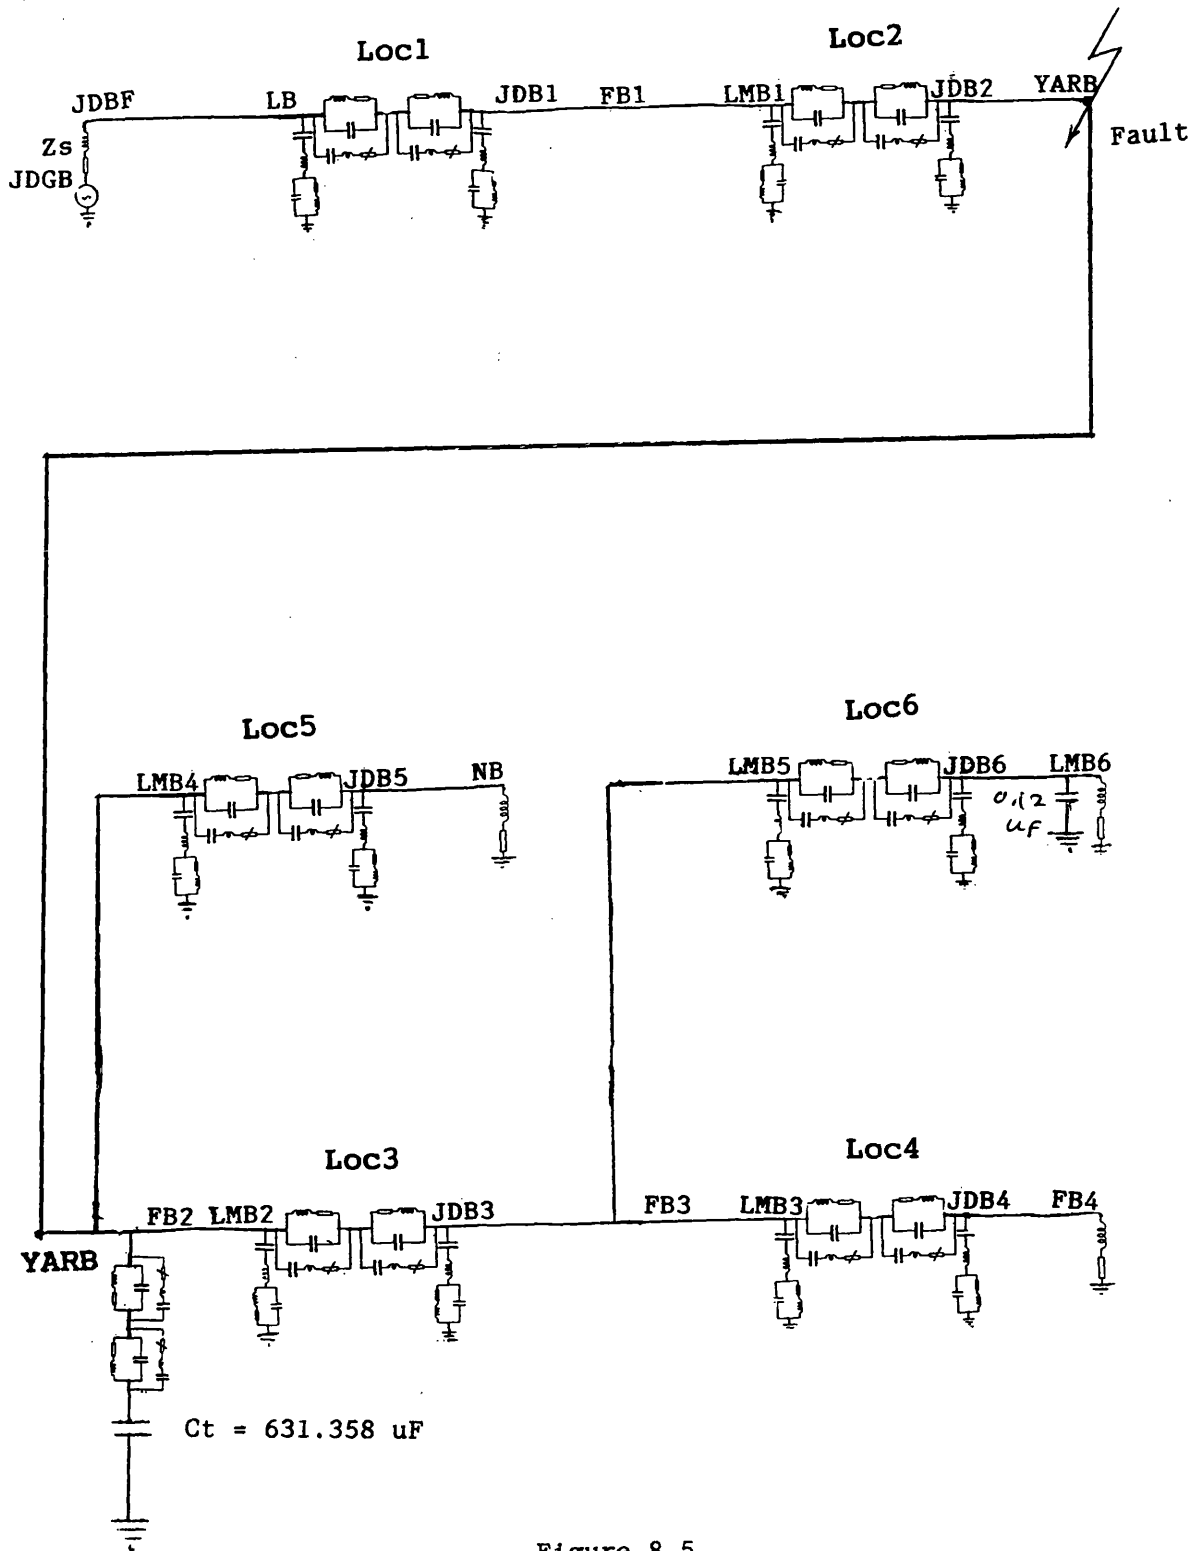 Loc1
Loc2
JDBF
LB
JDB1
FB1
LMB1
JDB2
YARB
Zs
JDGB
Fault
Loc5
Loc6
LMB4
JDB5
NB
LMB5
JDB6
LMB6
0.12
uF
Loc3
Loc4
FB2
LMB2
JDB3
FB3
LMB3
JDB4
FB4
YARB
Ct = 631.358 uF
Figure 8.5